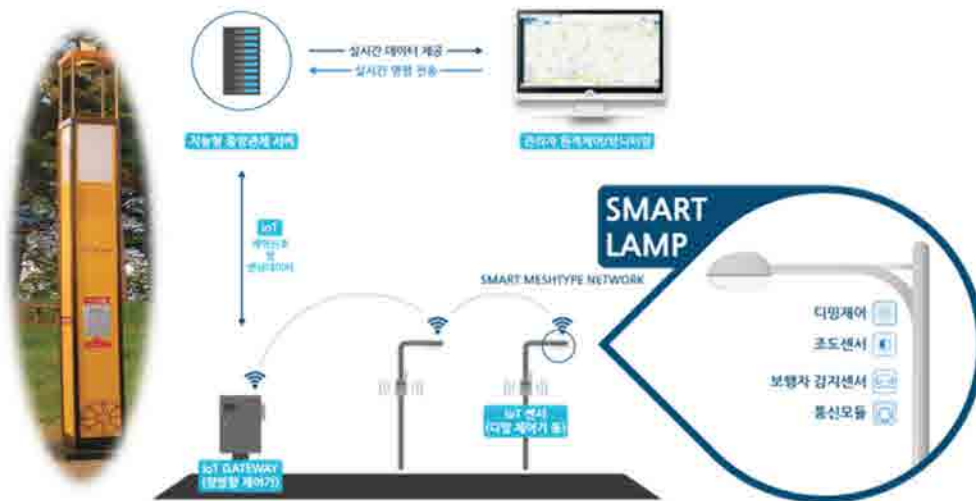 실시간 데이터 제공
실시간 명령 전송
지능형 중앙관제 서버
관리자 원격제어/모니터링
IoT
제어신호
및
센싱데이터
SMART
LAMP
SMART MESHTYPE NETWORK
디밍제어
조도센서
보행자 감지센서
통신모듈
IoT 센서
(디밍 제어기 등)
IoT GATEWAY
(양방향 제어기)